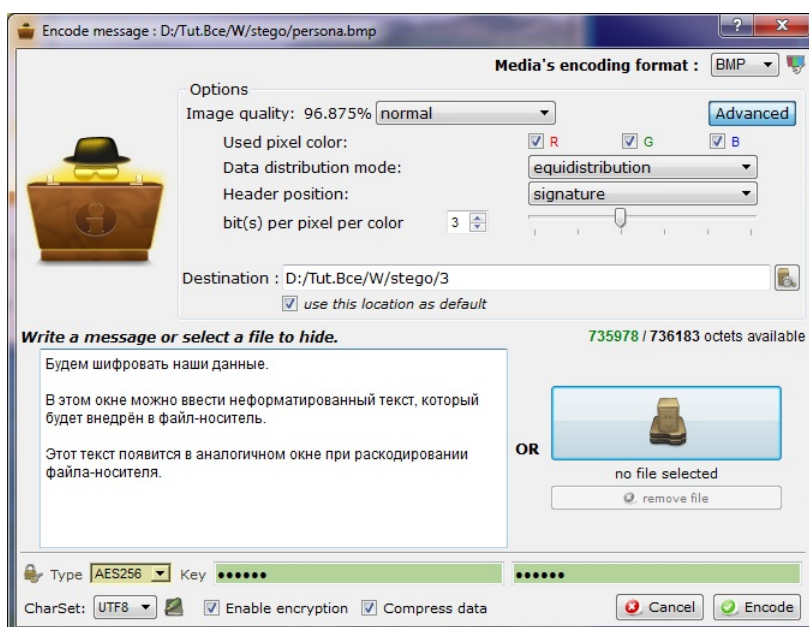 Encode message : D:/Tut.Bce/W/stego/persona.bmp
Media's encoding format : BMP
Options
Image quality: 96.875% normal Advanced
Used pixel color: R G B
Data distribution mode: equidistribution
Header position: signature
bit(s) per pixel per color 3
Destination : D:/Tut.Bce/W/stego/3
use this location as default
Write a message or select a file to hide. 735978 / 736183 octets available
Будем шифровать наши данные.
В этом окне можно ввести неформатированный текст, который
будет внедрён в файл-носитель.
Этот текст появится в аналогичном окне при раскодировании
файла-носителя.
OR
no file selected
remove file
Type AES256 Key •••••• ••••••
CharSet: UTF8 Enable encryption Compress data Cancel Encode